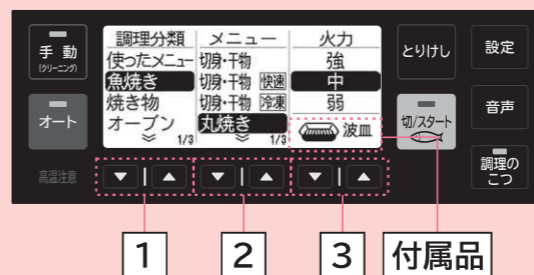 手動
(クリーニング)
オート
高温注意
調理分類
使ったメニュー
魚焼き
焼き物
オーブン
1/3
メニュー
切身・干物
切身・干物 快速
切身・干物 冷凍
丸焼き
1/3
火力
強
中
弱
波皿
とりけし
切/スタート
設定
音声
調理の
こつ
1
2
3
付属品